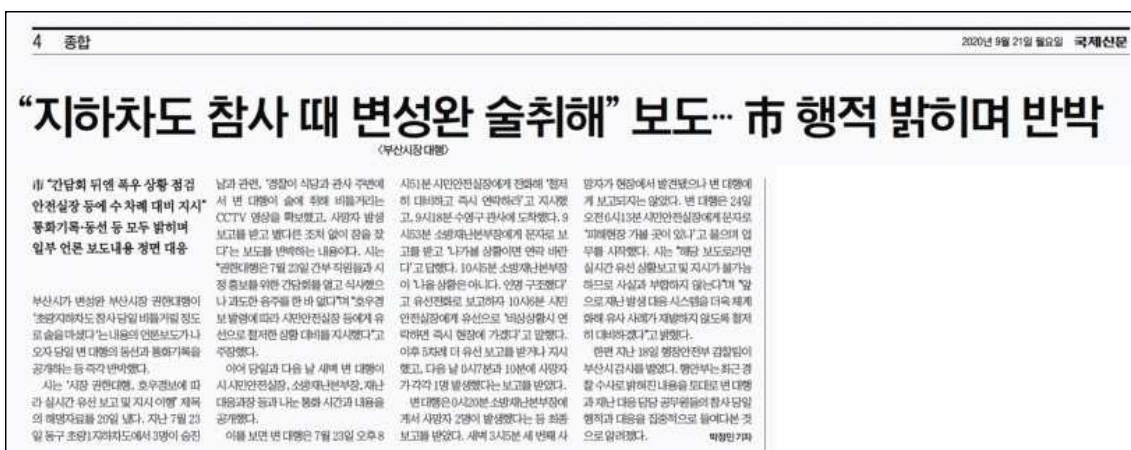 4 종합
2020년 9월 21일 월요일 국제신문
“지하차도 참사 때 변성완 술취해” 보도… 市 행적 밝히며 반박
〈부산시장 대행〉
市 “간담회 뒤엔 폭우 상황 점검
안전실장 등에 수 차례 대비 지시”
통화기록·동선 등 모두 밝히며
일부 언론 보도내용 정면 대응
부산시가 변성완 부산시장 권한대행이
‘초량지하차도 참사 당일 비틀거릴 정도
로 술을 마셨다’는 내용의 언론보도가 나
오자 당일 변 대행의 동선과 통화기록을
공개하는 등 즉각 반박했다.
시는 ‘시장 권한대행, 호우경보에 따
라 실시간 유선 보고 및 지시 이행’ 제목
의 해명자료를 20일 냈다. 지난 7월 23
일 동구 초량1지하차도에서 3명이 숨진
날과 관련, ‘경찰이 식당과 관사 주변에
서 변 대행이 술에 취해 비틀거리는
CCTV 영상을 확보했고, 사망자 발생
보고를 받고 별다른 조처 없이 잠을 잤
다’는 보도를 반박하는 내용이다. 시는
“권한대행은 7월 23일 간부 직원들과 시
정 홍보를 위한 간담회를 열고 식사했으
나 과도한 음주를 한 바 없다”며 “호우경
보 발령에 따라 시민안전실장 등에게 유
선으로 철저한 상황 대비를 지시했다”고
주장했다.
이어 당일과 다음 날 새벽 변 대행이
시 시민안전실장, 소방재난본부장, 재난
대응과장 등과 나눈 통화 시간과 내용을
공개했다.
이를 보면 변 대행은 7월 23일 오후 8
시51분 시민안전실장에게 전화해 ‘철저
히 대비하고 즉시 연락하라’고 지시했
고, 9시18분 수영구 관사에 도착했다. 9
시53분 소방재난본부장에게 문자로 보
고를 받고 ‘나가볼 상황이면 연락 바란
다’고 답했다. 10시5분 소방재난본부장
이 ‘나올 상황은 아니다. 인명 구조했다’
고 유선전화로 보고하자 10시6분 시민
안전실장에게 유선으로 ‘비상상황시 연
락하면 즉시 현장에 가겠다’고 말했다.
이후 5차례 더 유선 보고를 받거나 지시
했고, 다음 날 0시7분과 10분에 사망자
가 각각 1명 발생했다는 보고를 받았다.
변 대행은 0시20분 소방재난본부장에
게서 사망자 2명이 발생했다는 등 최종
보고를 받았다. 새벽 3시5분 세 번째 사
망자가 현장에서 발견됐으나 변 대행에
게 보고되지는 않았다. 변 대행은 24일
오전 6시13분 시민안전실장에게 문자로
‘피해현장 가볼 곳이 있나’고 물으며 업
무를 시작했다. 시는 “해당 보도로라면
실시간 유선 상황보고 및 지시가 불가능
하므로 사실과 부합하지 않는다”며 “앞
으로 재난 발생 대응 시스템을 더욱 체계
화해 유사 사례가 재발하지 않도록 철저
히 대비하겠다”고 밝혔다.
한편 지난 18일 행정안전부 감찰팀이
부산시 감사를 벌였다. 행안부는 최근 경
찰 수사로 밝혀진 내용을 토대로 변 대행
과 재난 대응 담당 공무원들의 참사 당일
행적과 대응을 집중적으로 들여다본 것
으로 알려졌다. 박정민 기자